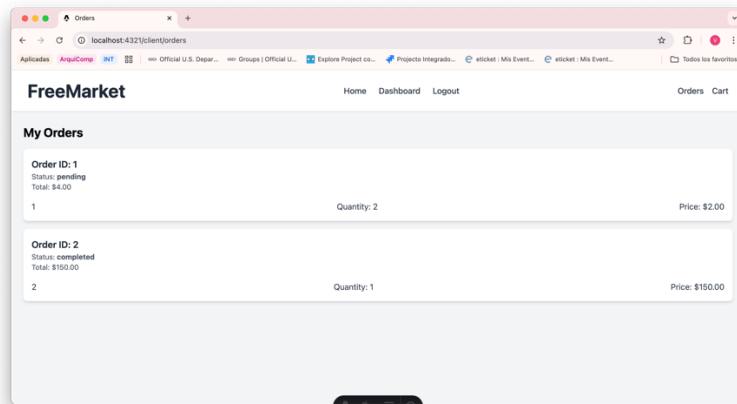 Orders
localhost:4321/client/orders
Aplicadas ArquiComp INT Official U.S. Depar... Groups | Official U... Explore Project co... Projecto Integrado... eticket : Mis Event... eticket : Mis Event... Todos los favoritos
FreeMarket Home Dashboard Logout Orders Cart
My Orders
Order ID: 1
Status: pending
Total: $4.00
1 Quantity: 2 Price: $2.00
Order ID: 2
Status: completed
Total: $150.00
2 Quantity: 1 Price: $150.00